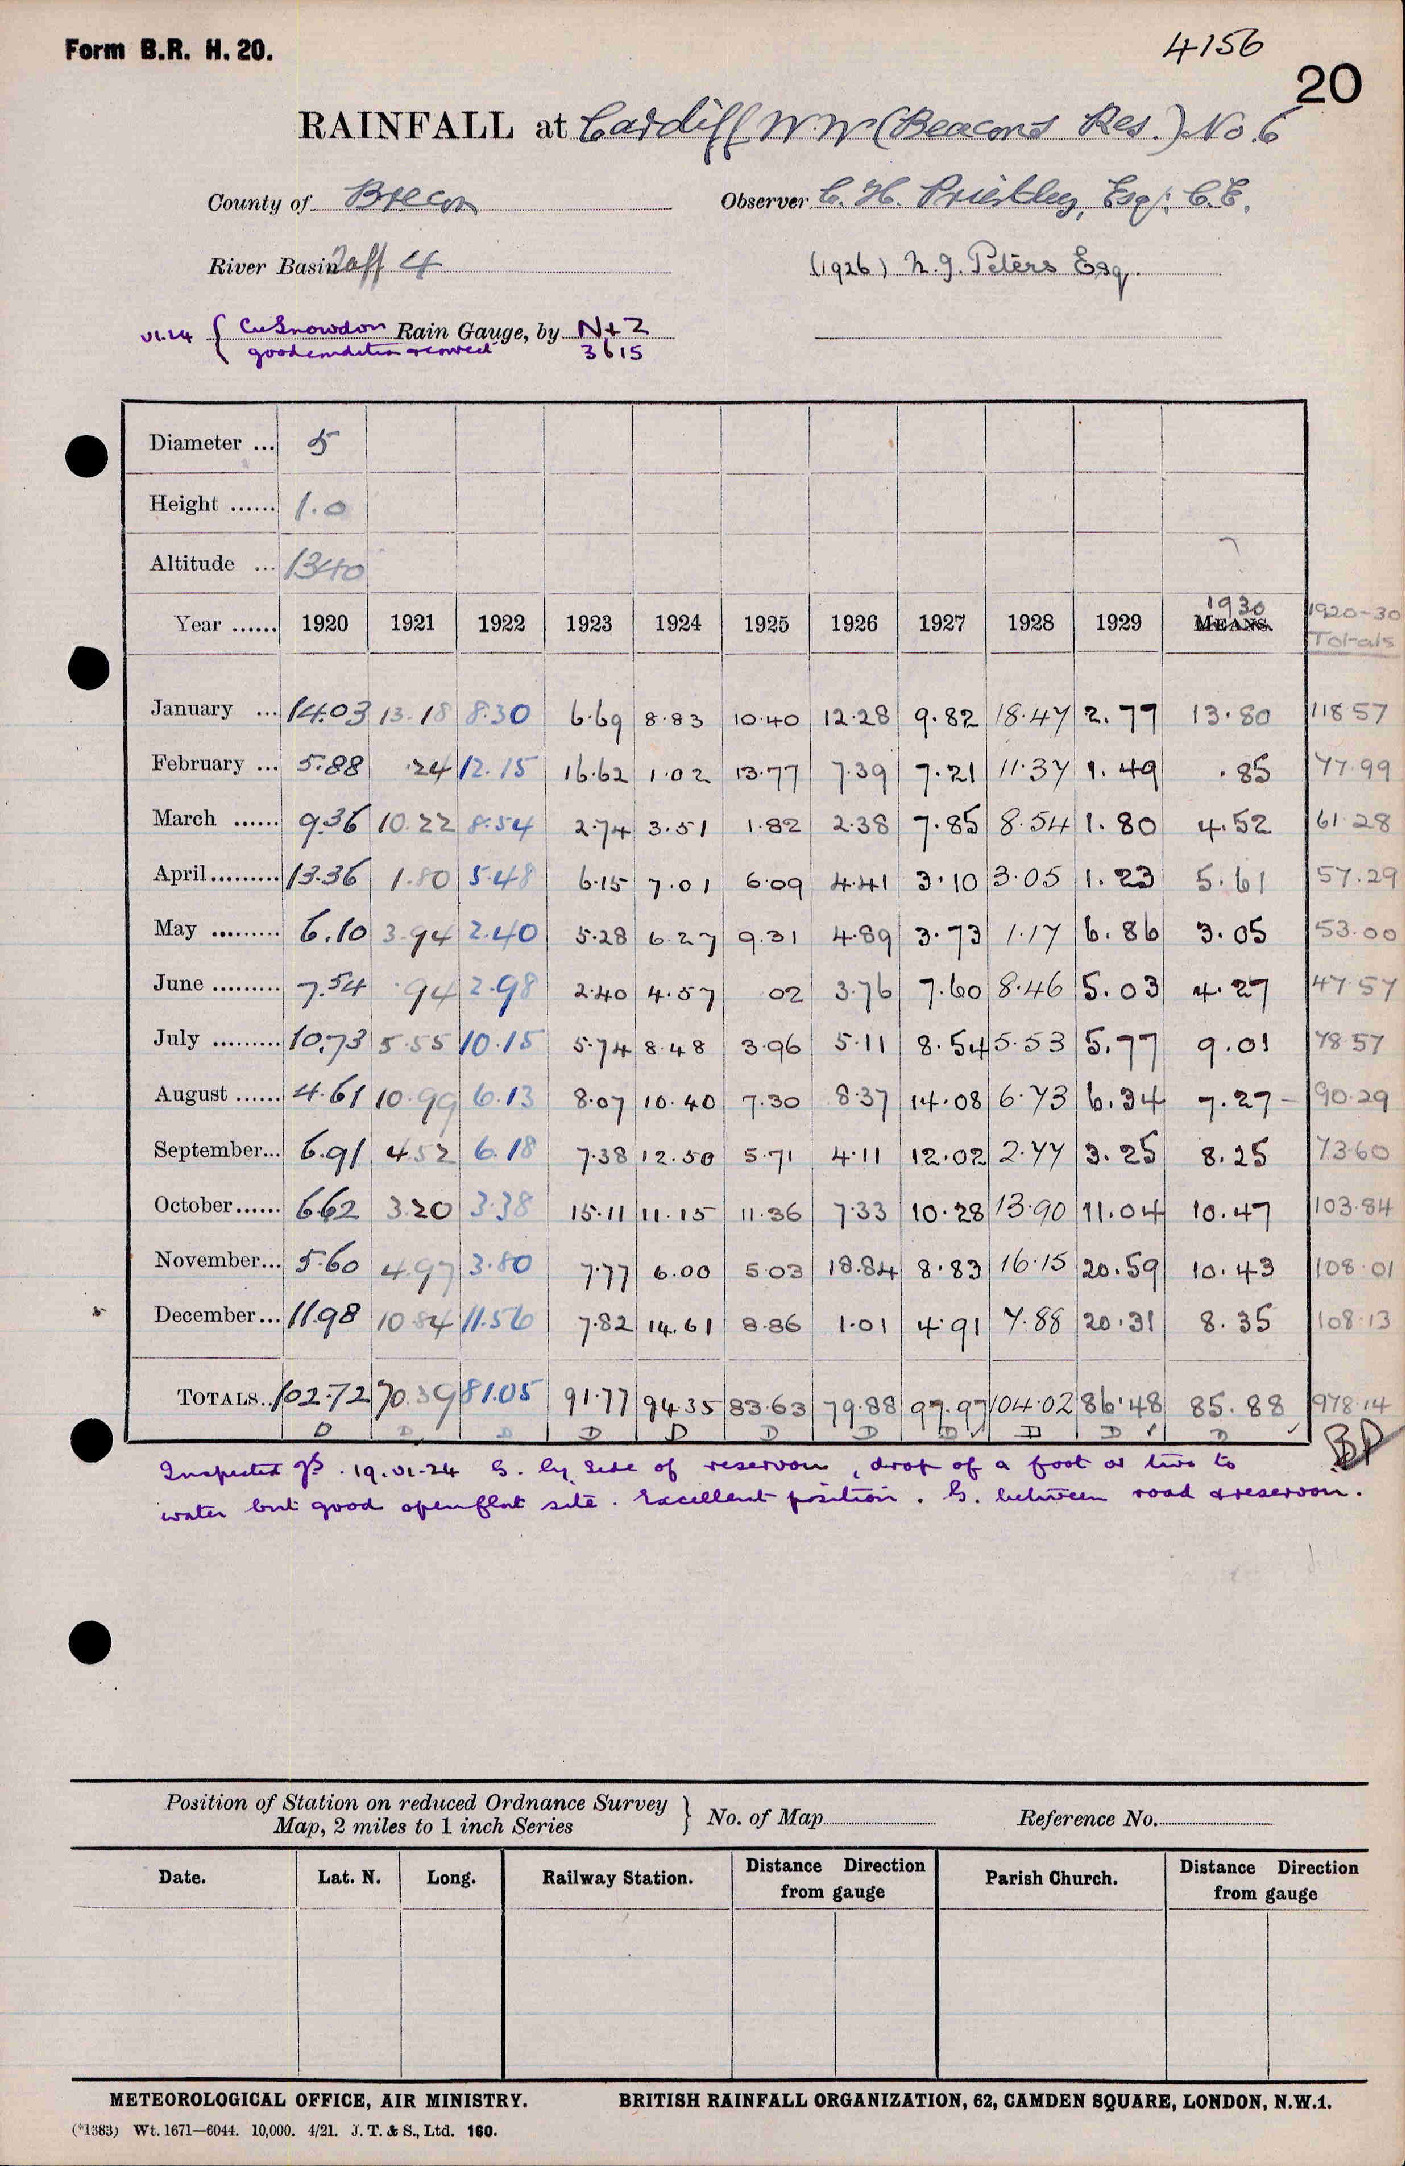 Form B.R. H. 20.
4156
20
RAINFALL at Cardiff W.W. (Beacons Res.) No. 6
County of Brecon Observer C. H. Priestley, Esq. C.E.
River Basin Taff 4 (1926) N. J. Peters Esq.
VI.24 { Cu Snowdon Rain Gauge, by N+Z
good condition & correct 3615
Diameter ... 5
Height ...... 1.0
Altitude ... 1340
Year ...... 1920 1921 1922 1923 1924 1925 1926 1927 1928 1929 1930 MEANS. 1920-30 Totals
January ... 14.03 13.18 8.30 6.69 8.83 10.40 12.28 9.82 18.47 2.77 13.80 118.57
February ... 5.88 .24 12.15 16.62 1.02 13.77 7.39 7.21 11.37 1.49 .85 77.99
March ...... 9.36 10.22 8.54 2.74 3.51 1.82 2.38 7.85 8.54 1.80 4.52 61.28
April......... 13.36 1.80 5.48 6.15 7.01 6.09 4.41 3.10 3.05 1.23 5.61 57.29
May ......... 6.10 3.94 2.40 5.28 6.27 9.31 4.89 3.73 1.17 6.86 3.05 53.00
June ......... 7.54 .94 2.98 2.40 4.57 02 3.76 7.60 8.46 5.03 4.27 47.57
July ......... 10.73 5.55 10.15 5.74 8.48 3.96 5.11 8.54 5.53 5.77 9.01 78.57
August ...... 4.61 10.99 6.13 8.07 10.40 7.30 8.37 14.08 6.73 6.34 7.27 90.29
September... 6.91 4.52 6.18 7.38 12.50 5.71 4.11 12.02 2.77 3.25 8.25 73.60
October...... 6.62 3.20 3.38 15.11 11.15 11.36 7.33 10.28 13.90 11.04 10.47 103.84
November... 5.60 4.97 3.80 7.77 6.00 5.03 18.84 8.83 16.15 20.59 10.43 108.01
December... 11.98 10.84 11.56 7.82 14.61 8.86 1.01 4.91 7.88 20.31 8.35 108.13
TOTALS.. 102.72 70.39 81.05 91.77 94.35 83.63 79.88 97.97 104.02 86.48 85.88 978.14
D D D D D D D D D D
BP
Inspected 19.VI.24 G. by side of reservoir, drop of a foot or two to
water but good open flat site. Excellent position. G. between road & reservoir.
Position of Station on reduced Ordnance Survey
Map, 2 miles to 1 inch Series } No. of Map Reference No.
Date. Lat. N. Long. Railway Station. Distance Direction from gauge Parish Church. Distance Direction from gauge
METEOROLOGICAL OFFICE, AIR MINISTRY. BRITISH RAINFALL ORGANIZATION, 62, CAMDEN SQUARE, LONDON, N.W.1.
(*1383) Wt. 1671—6044. 10,000. 4/21. J. T. & S., Ltd. 160.